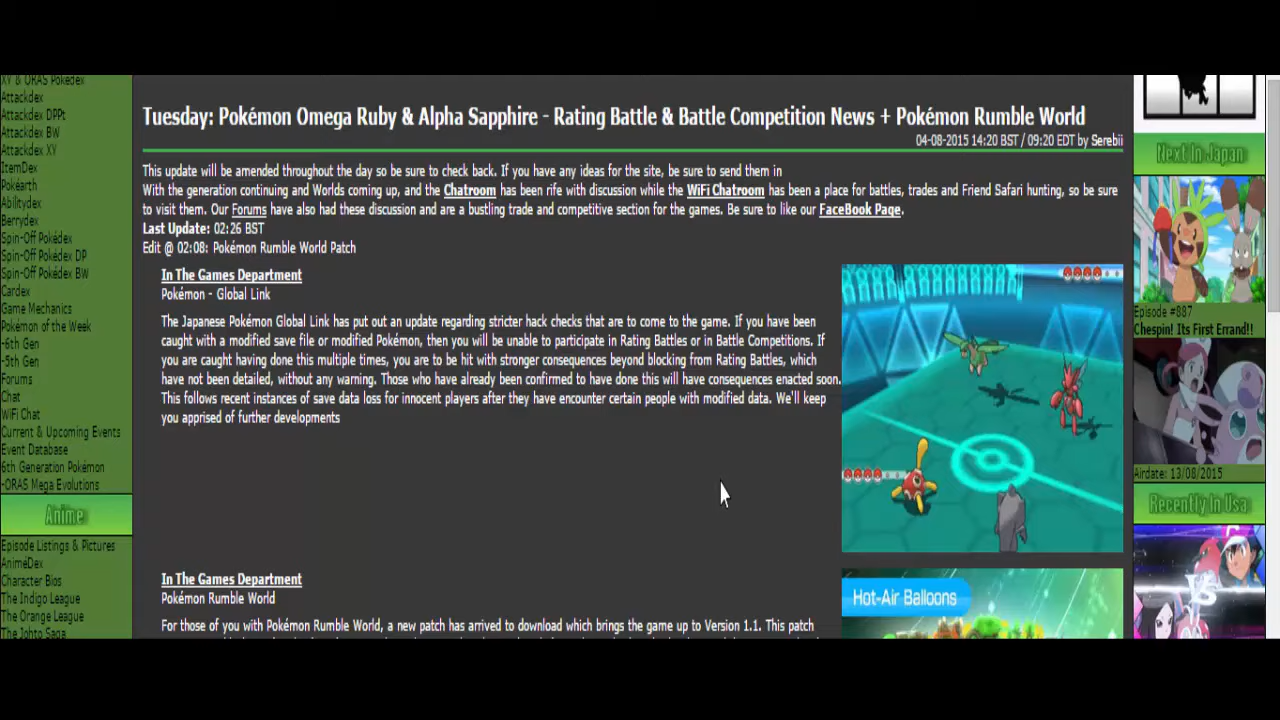 XY & ORAS Pokédex
Attackdex
Attackdex DPPt
Attackdex BW
Attackdex XY
ItemDex
Pokéarth
Abilitydex
Berrydex
Spin-Off Pokédex
Spin-Off Pokédex DP
Spin-Off Pokédex BW
Cardex
Game Mechanics
Pokémon of the Week
-6th Gen
-5th Gen
Forums
Chat
WiFi Chat
Current & Upcoming Events
Event Database
6th Generation Pokémon
-ORAS Mega Evolutions
Anime
Episode Listings & Pictures
AniméDex
Character Bios
The Indigo League
The Orange League
The Johto Saga
Tuesday: Pokémon Omega Ruby & Alpha Sapphire - Rating Battle & Battle Competition News + Pokémon Rumble World
04-08-2015 14:20 BST / 09:20 EDT by Serebii
This update will be amended throughout the day so be sure to check back. If you have any ideas for the site, be sure to send them in
With the generation continuing and Worlds coming up, and the Chatroom has been rife with discussion while the WiFi Chatroom has been a place for battles, trades and Friend Safari hunting, so be sure
to visit them. Our Forums have also had these discussion and are a bustling trade and competitive section for the games. Be sure to like our FaceBook Page.
Last Update: 02:26 BST
Edit @ 02:08: Pokémon Rumble World Patch
In The Games Department
Pokémon - Global Link
The Japanese Pokémon Global Link has put out an update regarding stricter hack checks that are to come to the game. If you have been
caught with a modified save file or modified Pokémon, then you will be unable to participate in Rating Battles or in Battle Competitions. If
you are caught having done this multiple times, you are to be hit with stronger consequences beyond blocking from Rating Battles, which
have not been detailed, without any warning. Those who have already been confirmed to have done this will have consequences enacted soon.
This follows recent instances of save data loss for innocent players after they have encounter certain people with modified data. We'll keep
you apprised of further developments
In The Games Department
Pokémon Rumble World
For those of you with Pokémon Rumble World, a new patch has arrived to download which brings the game up to Version 1.1. This patch
Hot-Air Balloons
Next In Japan
Episode #887
Chespin! Its First Errand!!
Airdate: 13/08/2015
Recently In Usa
VS